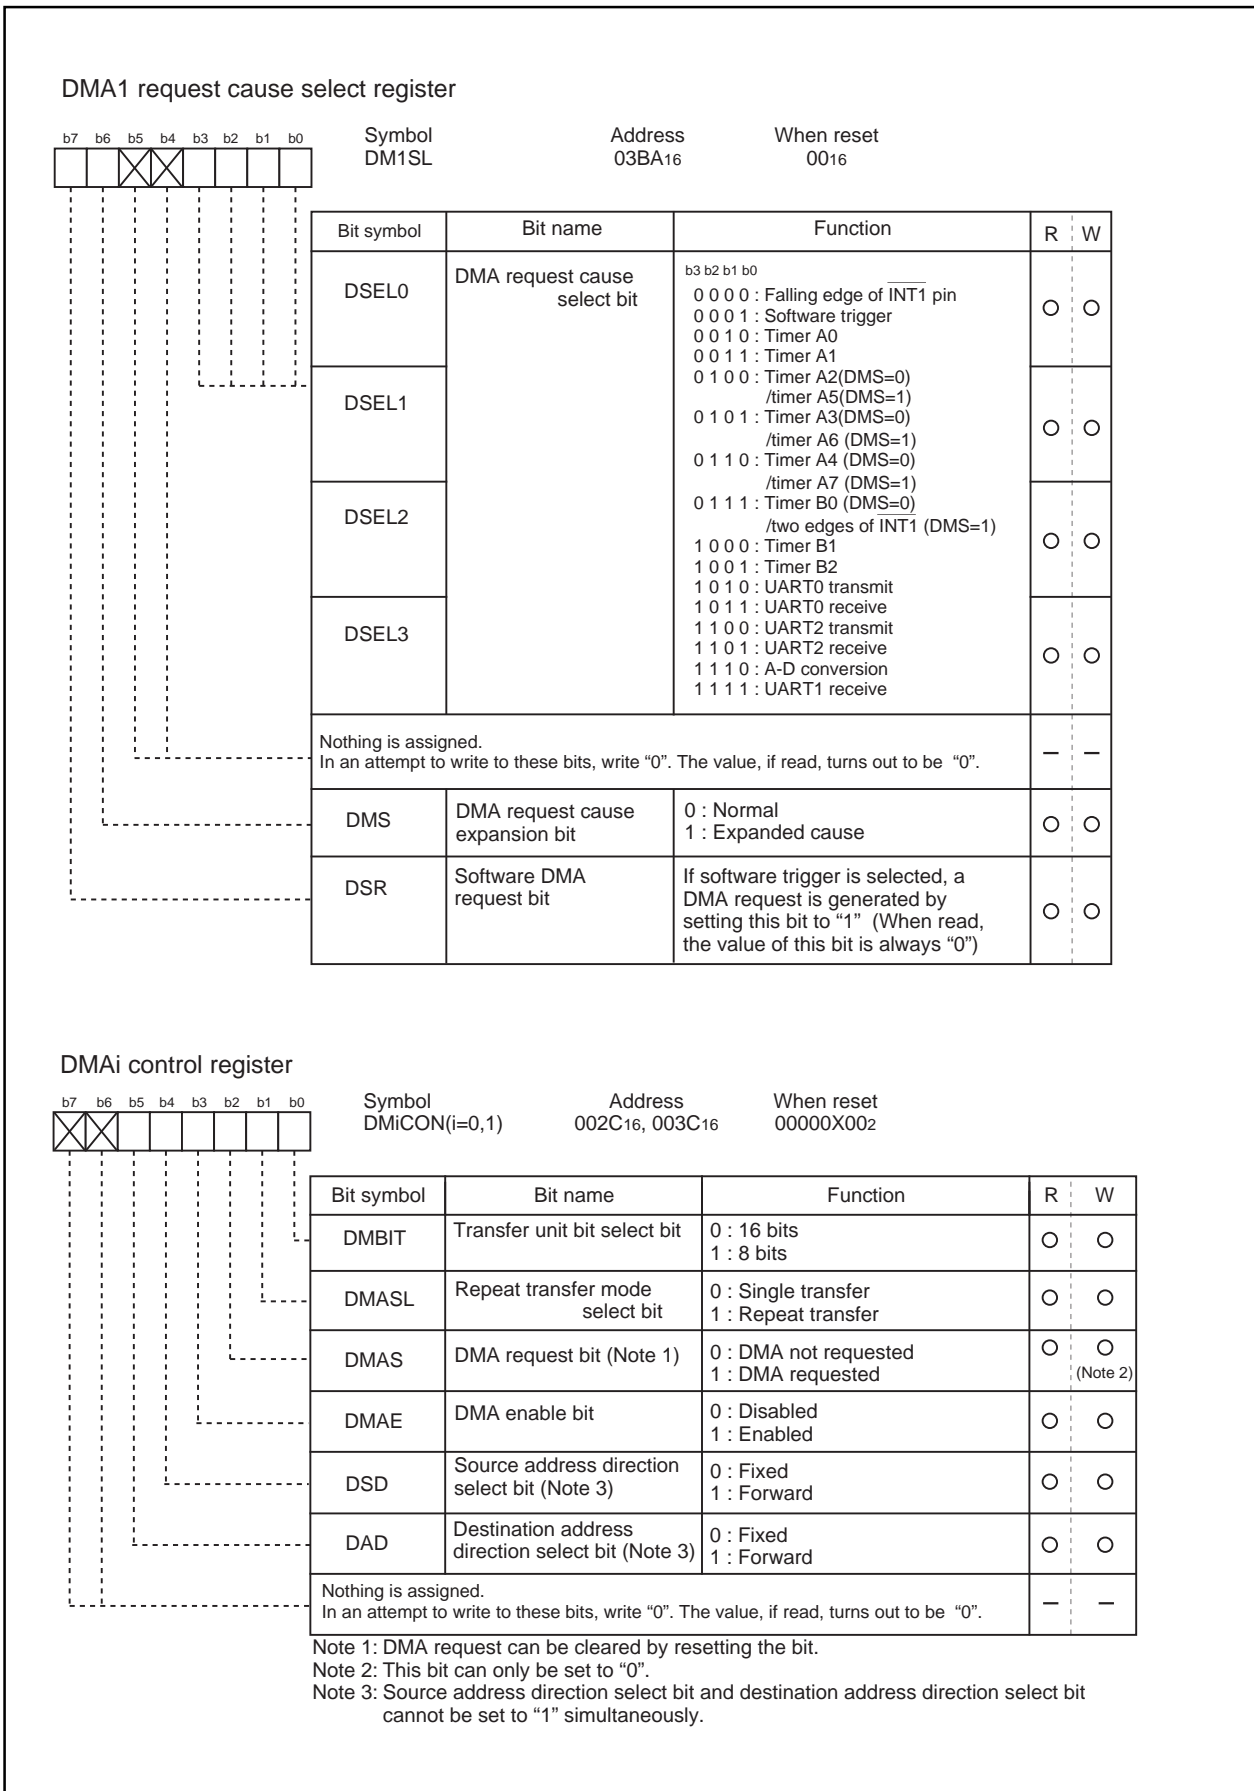 DMA1 request cause select register
b7 b6 b5 b4 b3 b2 b1 b0
Symbol Address When reset
DM1SL 03BA16 0016
Bit symbol Bit name Function R W
DSEL0 DMA request cause select bit
b3 b2 b1 b0
0 0 0 0 : Falling edge of INT1 pin
0 0 0 1 : Software trigger
0 0 1 0 : Timer A0
0 0 1 1 : Timer A1
DSEL1
0 1 0 0 : Timer A2(DMS=0)
/timer A5(DMS=1)
0 1 0 1 : Timer A3(DMS=0)
/timer A6 (DMS=1)
0 1 1 0 : Timer A4 (DMS=0)
/timer A7 (DMS=1)
DSEL2
0 1 1 1 : Timer B0 (DMS=0)
/two edges of INT1 (DMS=1)
1 0 0 0 : Timer B1
1 0 0 1 : Timer B2
1 0 1 0 : UART0 transmit
1 0 1 1 : UART0 receive
DSEL3
1 1 0 0 : UART2 transmit
1 1 0 1 : UART2 receive
1 1 1 0 : A-D conversion
1 1 1 1 : UART1 receive
Nothing is assigned.
In an attempt to write to these bits, write “0”. The value, if read, turns out to be “0”.
DMS DMA request cause expansion bit
0 : Normal
1 : Expanded cause
DSR Software DMA request bit
If software trigger is selected, a
DMA request is generated by
setting this bit to “1” (When read,
the value of this bit is always “0”)
DMAi control register
b7 b6 b5 b4 b3 b2 b1 b0
Symbol Address When reset
DMiCON(i=0,1) 002C16, 003C16 00000X002
Bit symbol Bit name Function R W
DMBIT Transfer unit bit select bit
0 : 16 bits
1 : 8 bits
DMASL Repeat transfer mode select bit
0 : Single transfer
1 : Repeat transfer
DMAS DMA request bit (Note 1)
0 : DMA not requested
1 : DMA requested
(Note 2)
DMAE DMA enable bit
0 : Disabled
1 : Enabled
DSD Source address direction select bit (Note 3)
0 : Fixed
1 : Forward
DAD Destination address direction select bit (Note 3)
0 : Fixed
1 : Forward
Nothing is assigned.
In an attempt to write to these bits, write “0”. The value, if read, turns out to be “0”.
Note 1: DMA request can be cleared by resetting the bit.
Note 2: This bit can only be set to “0”.
Note 3: Source address direction select bit and destination address direction select bit
cannot be set to “1” simultaneously.